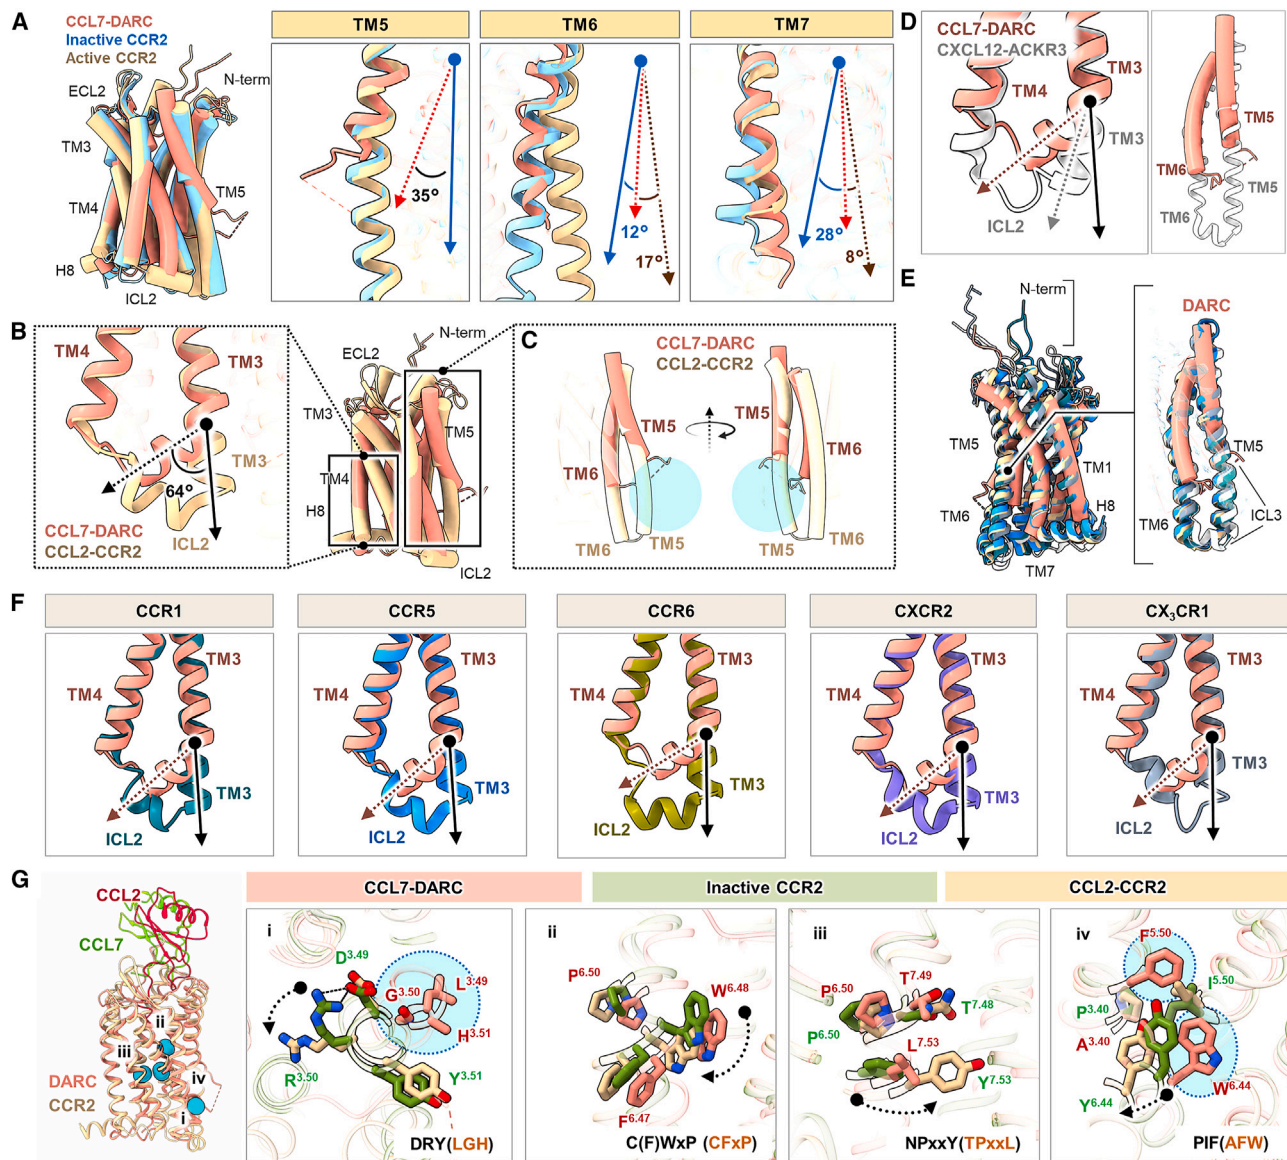 A
CCL7-DARC
Inactive CCR2
Active CCR2
ECL2
N-term
TM3
TM5
TM4
H8
ICL2
TM5
35°
TM6
12°
17°
TM7
28°
8°
D
CCL7-DARC
CXCL12-ACKR3
TM3
TM4
TM3
ICL2
TM5
TM6
TM5
TM6
B
TM4
TM3
TM3
64°
CCL7-DARC
CCL2-CCR2
ICL2
N-term
ECL2
TM3
TM5
TM4
H8
ICL2
C
CCL7-DARC
CCL2-CCR2
TM5
TM5
TM6
TM6
TM6
TM5
TM5
TM6
E
N-term
DARC
TM5
TM1
TM5
TM6
H8
TM6
ICL3
TM7
F
CCR1
TM3
TM4
TM3
ICL2
CCR5
TM3
TM4
TM3
ICL2
CCR6
TM3
TM4
TM3
ICL2
CXCR2
TM3
TM4
TM3
ICL2
CX₃CR1
TM3
TM4
TM3
ICL2
G
CCL2
CCL7
ii
iii
iv
DARC
CCR2
i
CCL7-DARC
Inactive CCR2
CCL2-CCR2
i
D3.49
G3.50
L3.49
H3.51
R3.50
Y3.51
DRY(LGH)
ii
P6.50
W6.48
F6.47
C(F)WxP (CFxP)
iii
P6.50
T7.49
T7.48
P6.50
L7.53
Y7.53
NPxxY(TPxxL)
iv
F5.50
I5.50
P3.40
A3.40
W6.44
Y6.44
PIF(AFW)